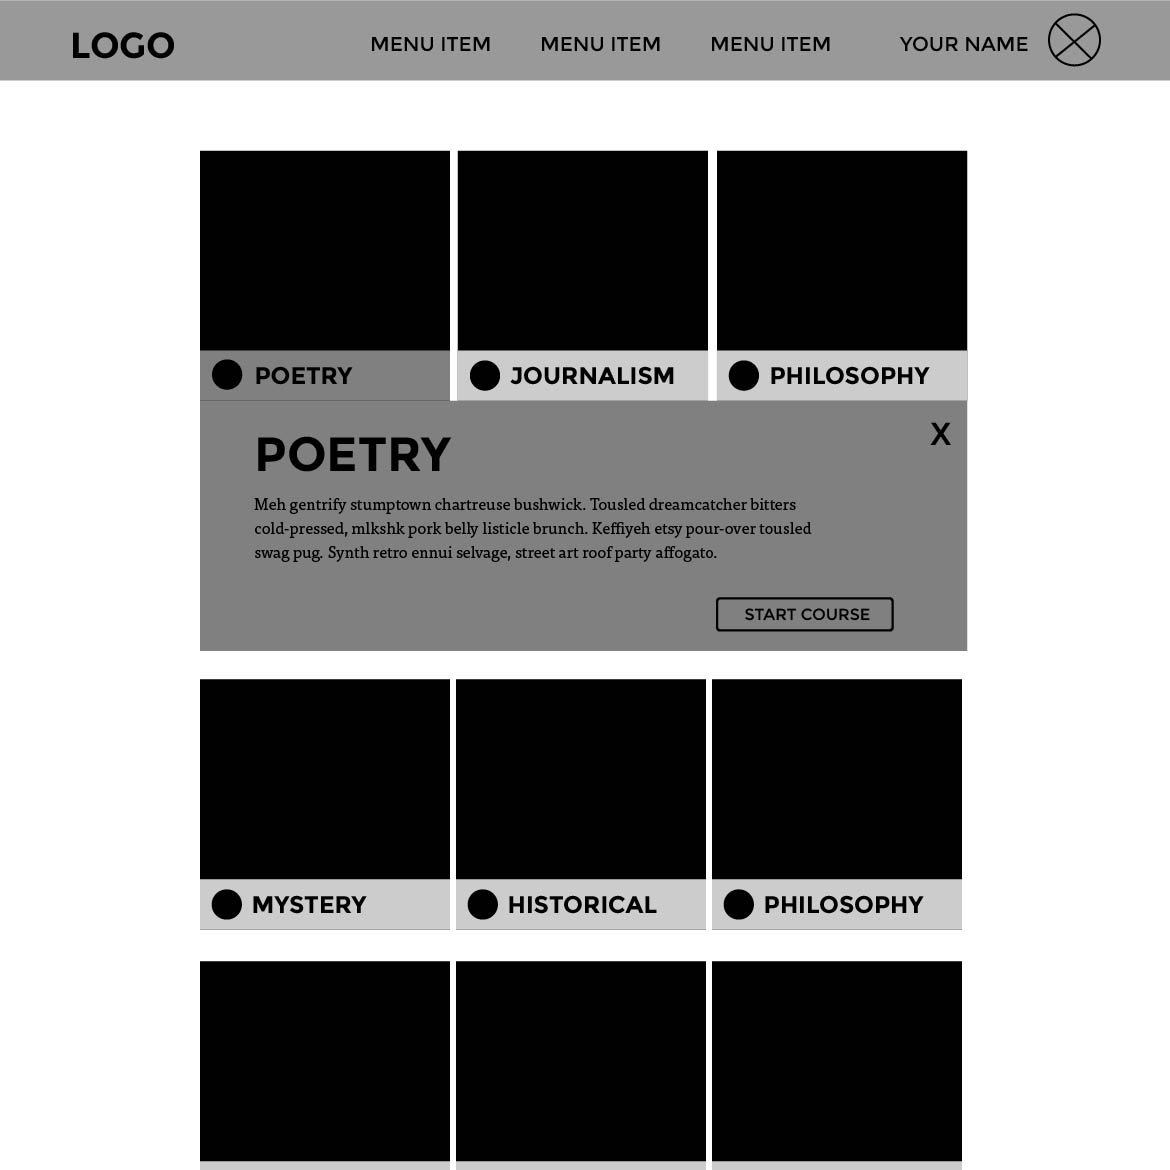 LOGO
MENU ITEM
MENU ITEM
MENU ITEM
YOUR NAME
POETRY
JOURNALISM
PHILOSOPHY
POETRY
X
Meh gentrify stumptown chartreuse bushwick. Tousled dreamcatcher bitters
cold-pressed, mlkshk pork belly listicle brunch. Keffiyeh etsy pour-over tousled
swag pug. Synth retro ennui selvage, street art roof party affogato.
START COURSE
MYSTERY
HISTORICAL
PHILOSOPHY